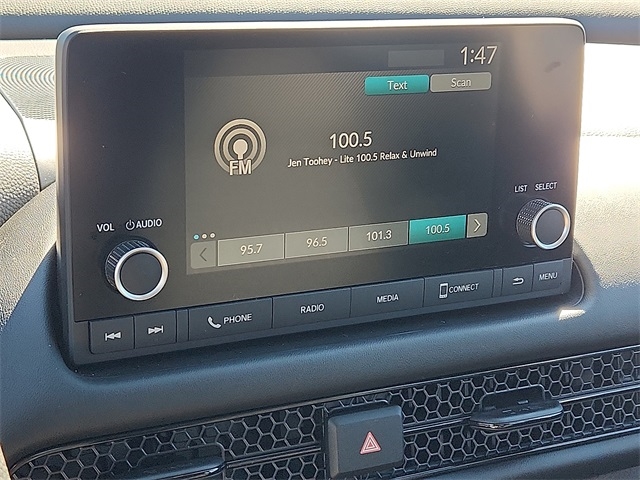 1:47
Text Scan
FM
100.5
Jen Toohey - Lite 100.5 Relax & Unwind
95.7 96.5 101.3 100.5
VOL AUDIO
LIST SELECT
PHONE RADIO MEDIA CONNECT MENU